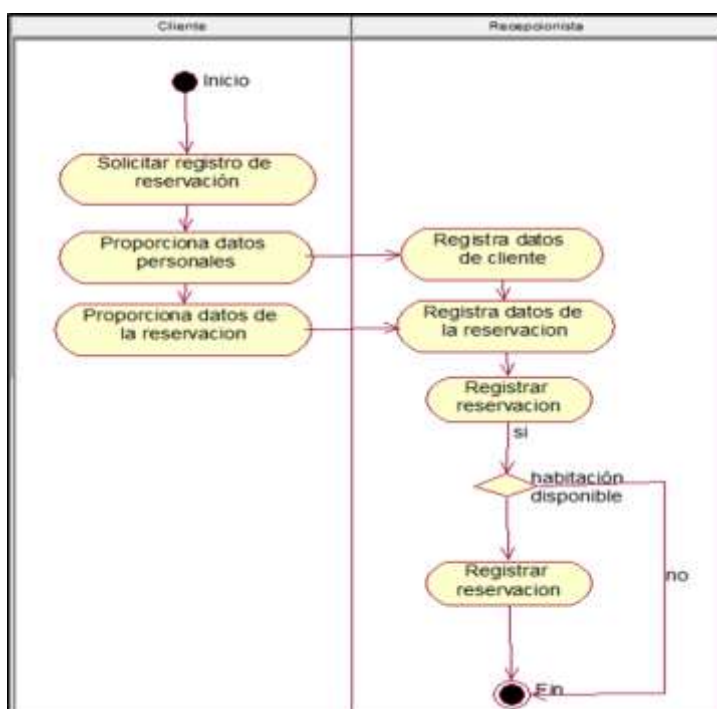 Cliente
Recepcionista
Inicio
Solicitar registro de
reservación
Proporciona datos
personales
Registra datos
de cliente
Proporciona datos de
la reservacion
Registra datos de
la reservacion
Registrar
reservacion
si
habitación
disponible
Registrar
reservacion
no
Fin